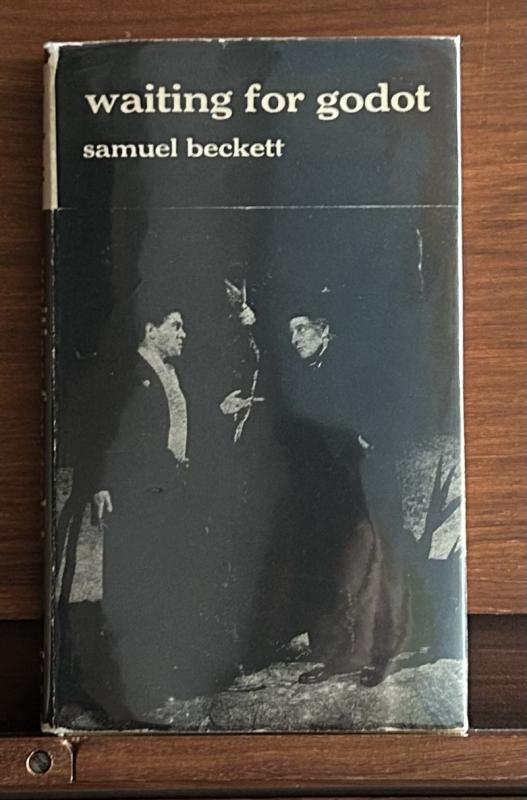 waiting for godot
samuel beckett